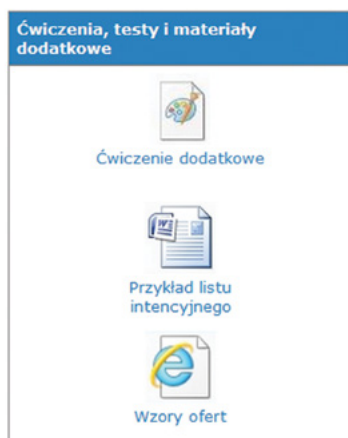 Ćwiczenia, testy i materiały
dodatkowe
Ćwiczenie dodatkowe
Przykład listu
intencyjnego
Wzory ofert